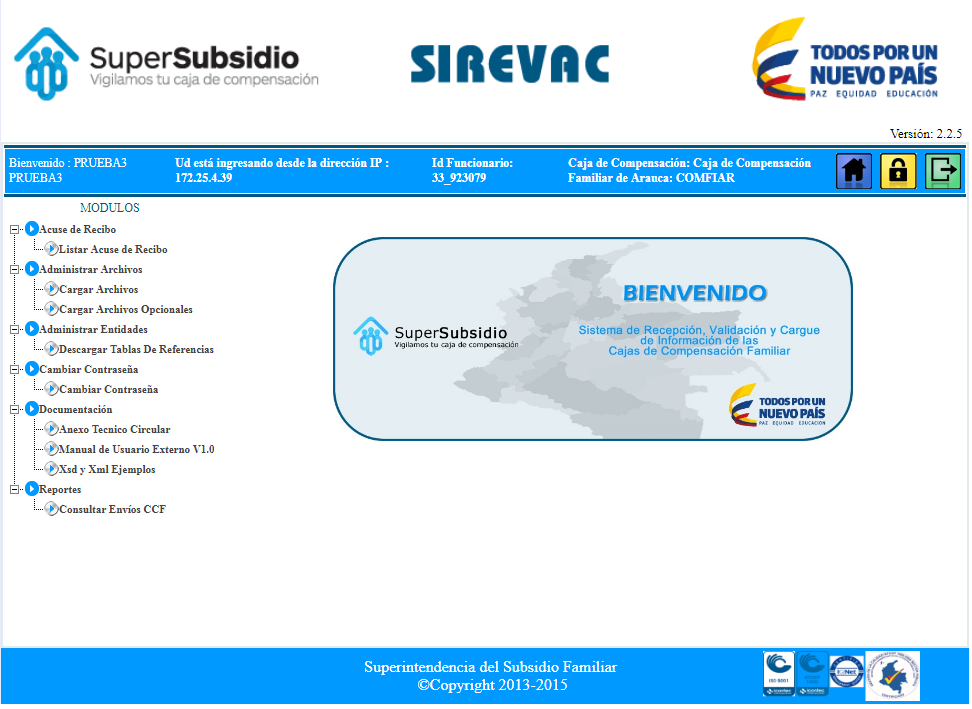 SuperSubsidio
Vigilamos tu caja de compensación
SIREVAC
TODOS POR UN
NUEVO PAÍS
PAZ EQUIDAD EDUCACIÓN
Versión: 2.2.5
Bienvenido : PRUEBA3
PRUEBA3
Ud está ingresando desde la dirección IP :
172.25.4.39
Id Funcionario:
33_923079
Caja de Compensación: Caja de Compensación
Familiar de Arauca: COMFIAR
MODULOS
Acuse de Recibo
Listar Acuse de Recibo
Administrar Archivos
Cargar Archivos
Cargar Archivos Opcionales
Administrar Entidades
Descargar Tablas De Referencias
Cambiar Contraseña
Cambiar Contraseña
Documentación
Anexo Tecnico Circular
Manual de Usuario Externo V1.0
Xsd y Xml Ejemplos
Reportes
Consultar Envíos CCF
SuperSubsidio
Vigilamos tu caja de compensación
BIENVENIDO
Sistema de Recepción, Validación y Cargue
de Información de las
Cajas de Compensación Familiar
TODOS POR UN
NUEVO PAÍS
PAZ EQUIDAD EDUCACIÓN
Superintendencia del Subsidio Familiar
©Copyright 2013-2015
ISO 9001
icontec
icontec
IQNet